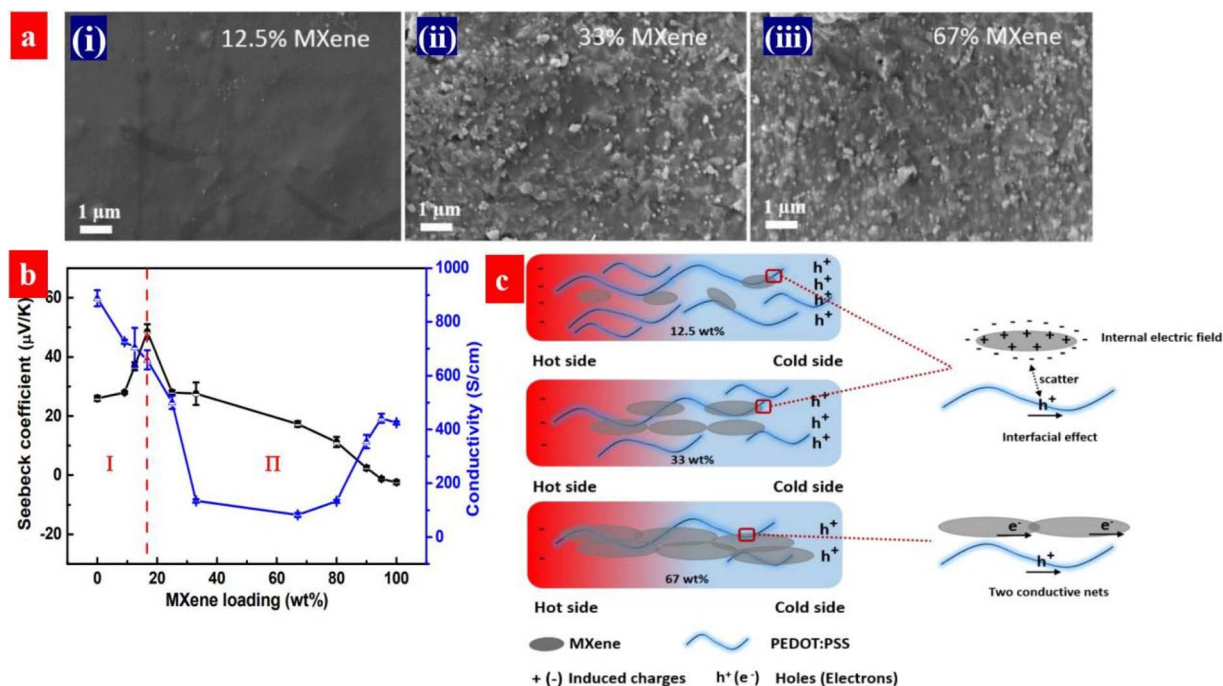 a
(i)
12.5% MXene
1 µm
(ii)
33% MXene
1 µm
(iii)
67% MXene
1 µm
b
Seebeck coefficient (µV/K)
60
40
20
0
-20
I
Π
0 20 40 60 80 100
MXene loading (wt%)
1000
800
600
400
200
0
Conductivity (S/cm)
c
h⁺
h⁺
h⁺
h⁺
12.5 wt%
Hot side Cold side
h⁺
h⁺
h⁺
33 wt%
Hot side Cold side
h⁺
h⁺
67 wt%
Hot side Cold side
Internal electric field
scatter
h⁺
Interfacial effect
e⁻ e⁻
h⁺
Two conductive nets
MXene PEDOT:PSS
+ (-) Induced charges h⁺ (e⁻) Holes (Electrons)